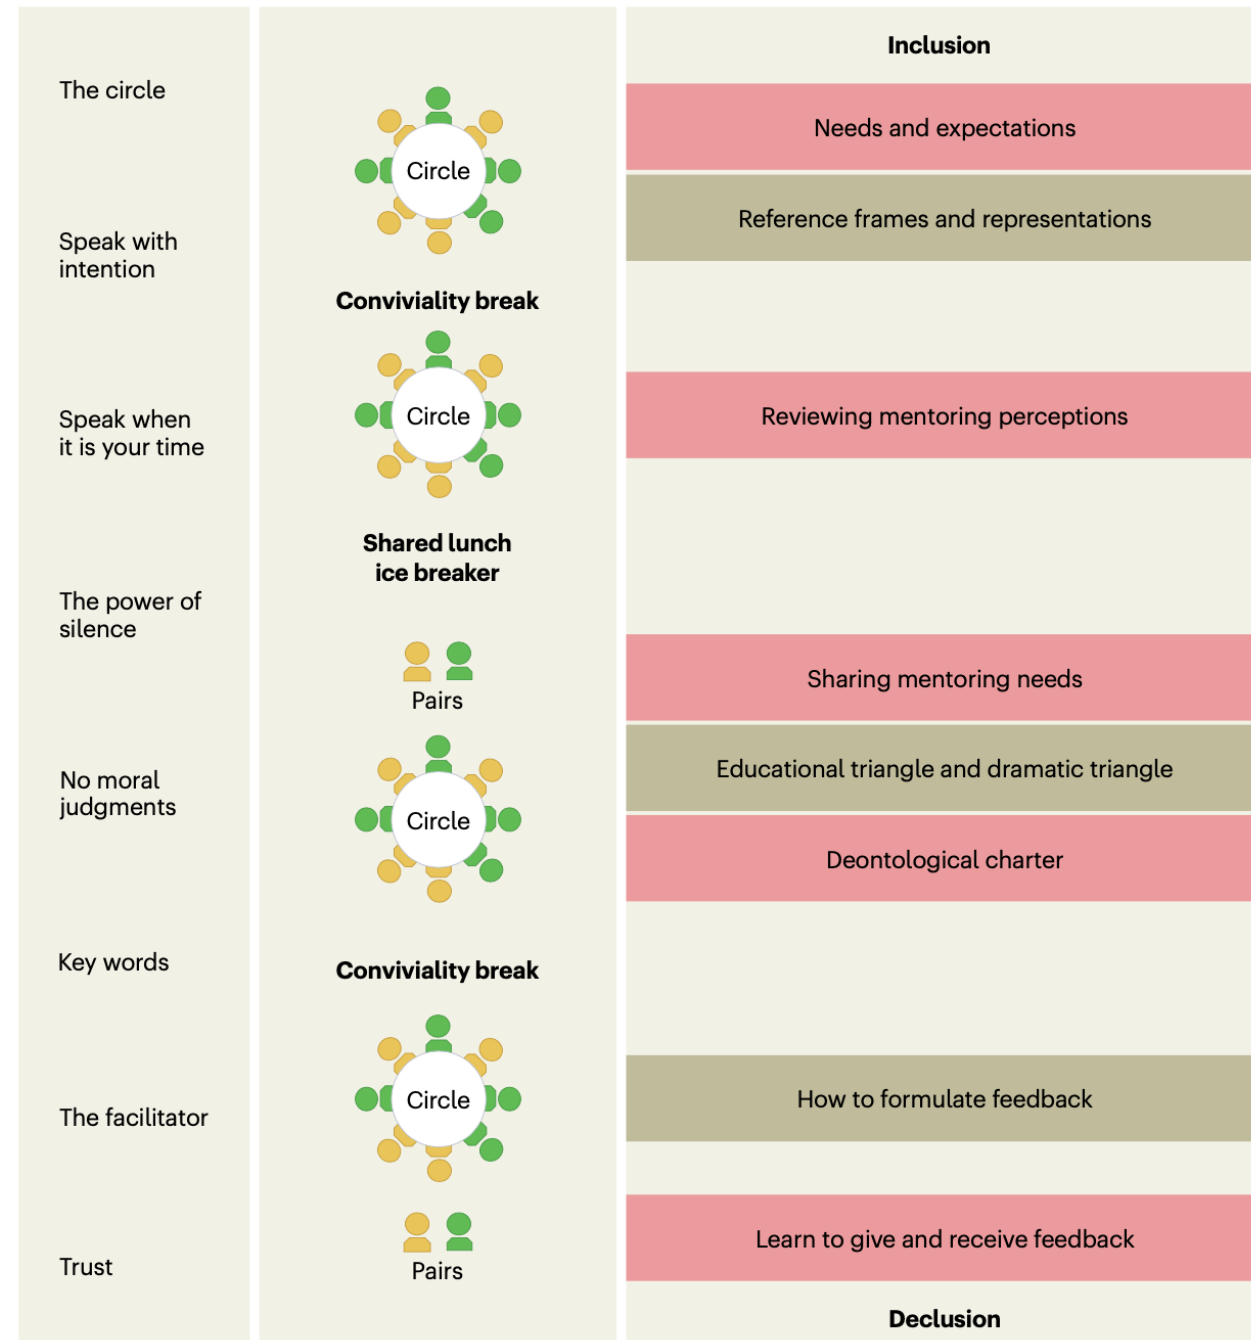 The circle
Speak with
intention
Speak when
it is your time
The power of
silence
No moral
judgments
Key words
The facilitator
Trust
Circle
Conviviality break
Circle
Shared lunch
ice breaker
Pairs
Circle
Conviviality break
Circle
Pairs
Inclusion
Needs and expectations
Reference frames and representations
Reviewing mentoring perceptions
Sharing mentoring needs
Educational triangle and dramatic triangle
Deontological charter
How to formulate feedback
Learn to give and receive feedback
Declusion